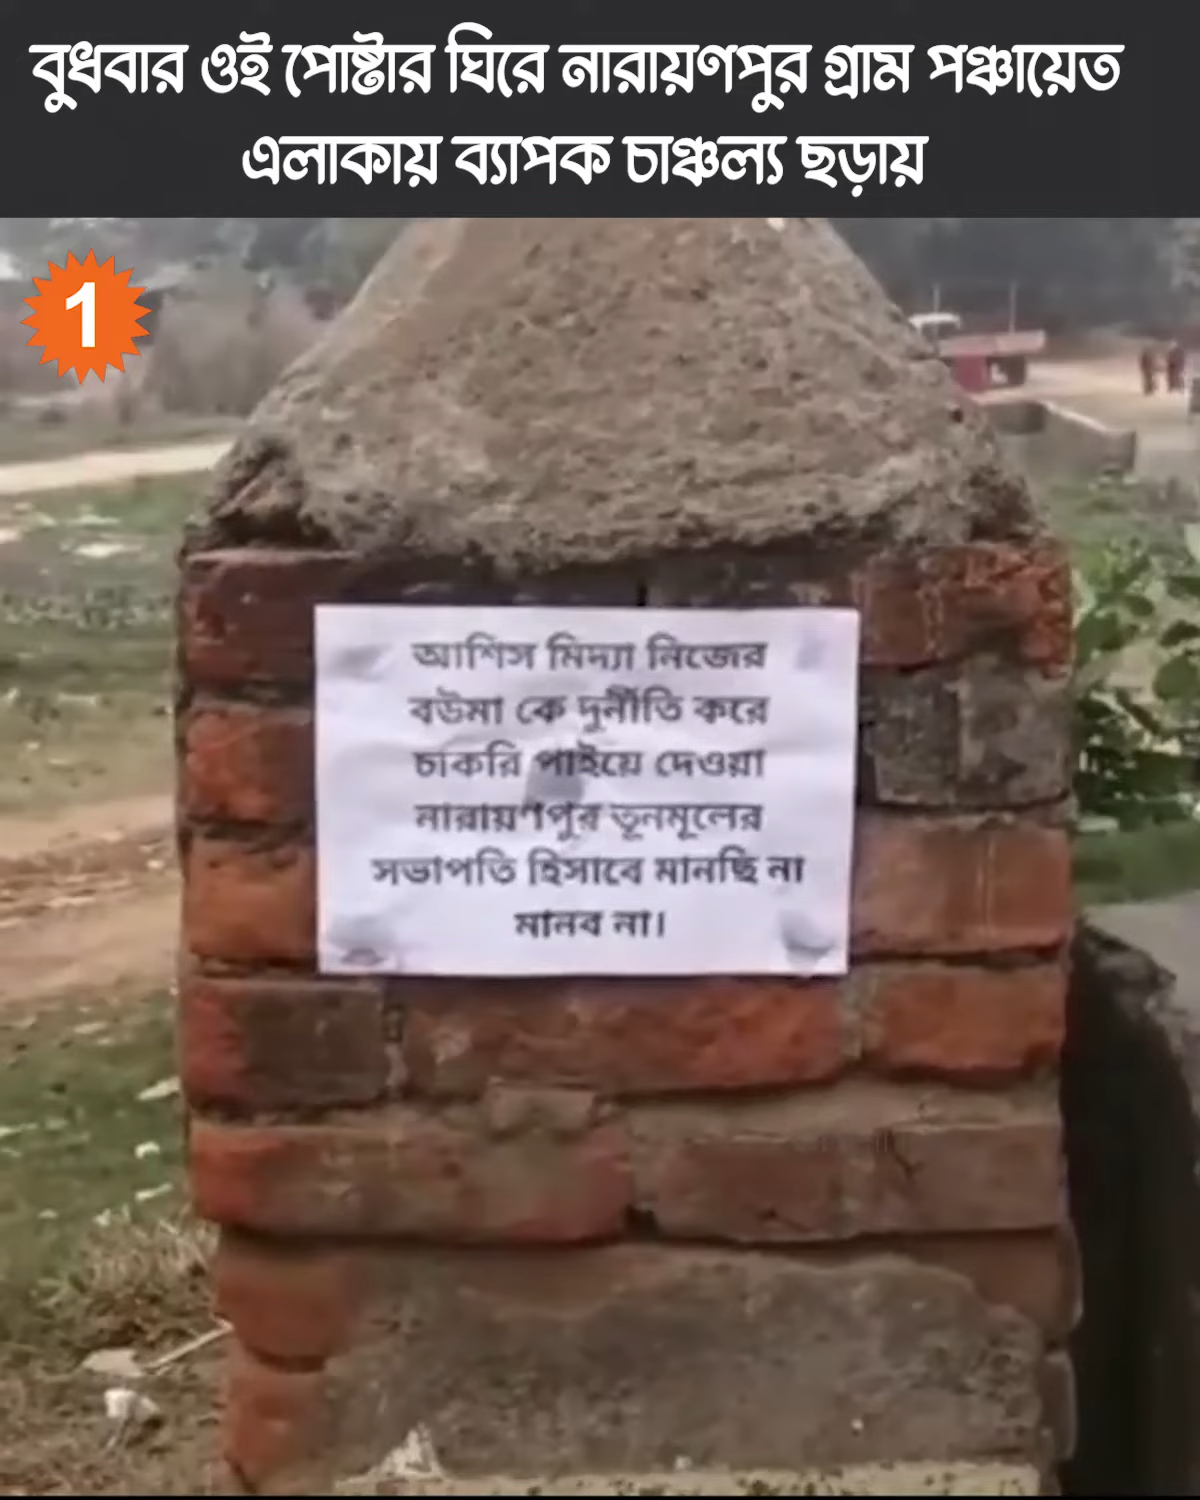 বুধবার ওই পোষ্টার ঘিরে নারায়ণপুর গ্রাম পঞ্চায়েত
এলাকায় ব্যাপক চাঞ্চল্য ছড়ায়
1
আশিস মিদ্যা নিজের
বউমা কে দুর্নীতি করে
চাকরি পাইয়ে দেওয়া
নারায়ণপুর তৃনমূলের
সভাপতি হিসাবে মানছি না
মানব না।